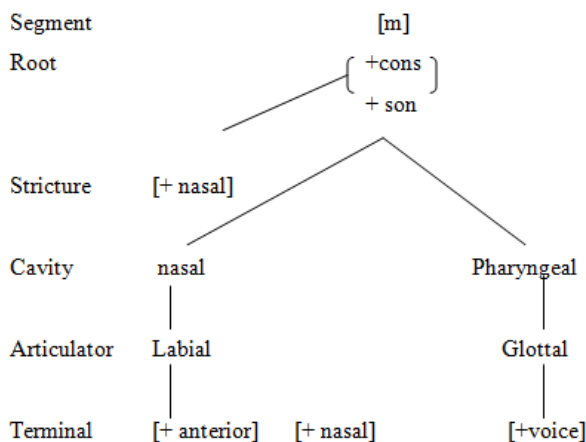 Segment [m]
Root +cons
+ son
Stricture [+ nasal]
Cavity nasal Pharyngeal
Articulator Labial Glottal
Terminal [+ anterior] [+ nasal] [+voice]